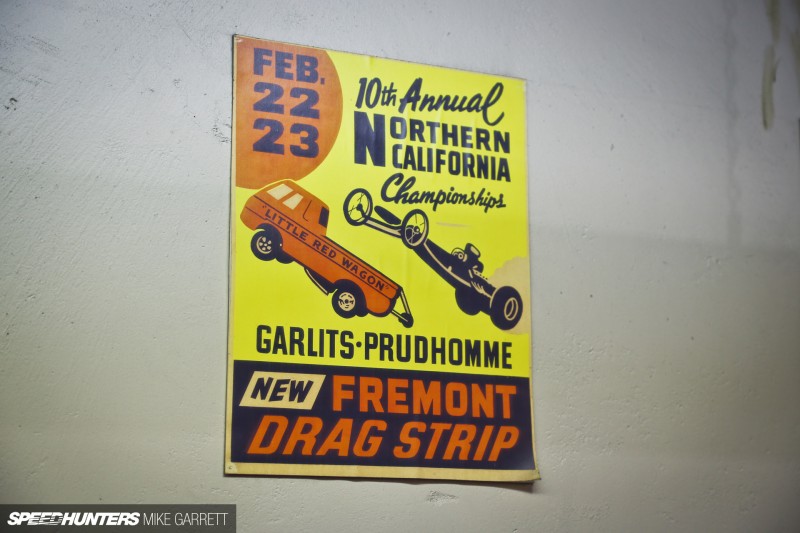 FEB.
22
23
10th Annual
NORTHERN
CALIFORNIA
Championships
"LITTLE RED WAGON"
GARLITS·PRUDHOMME
NEW FREMONT
DRAG STRIP
SPEEDHUNTERS MIKE GARRETT